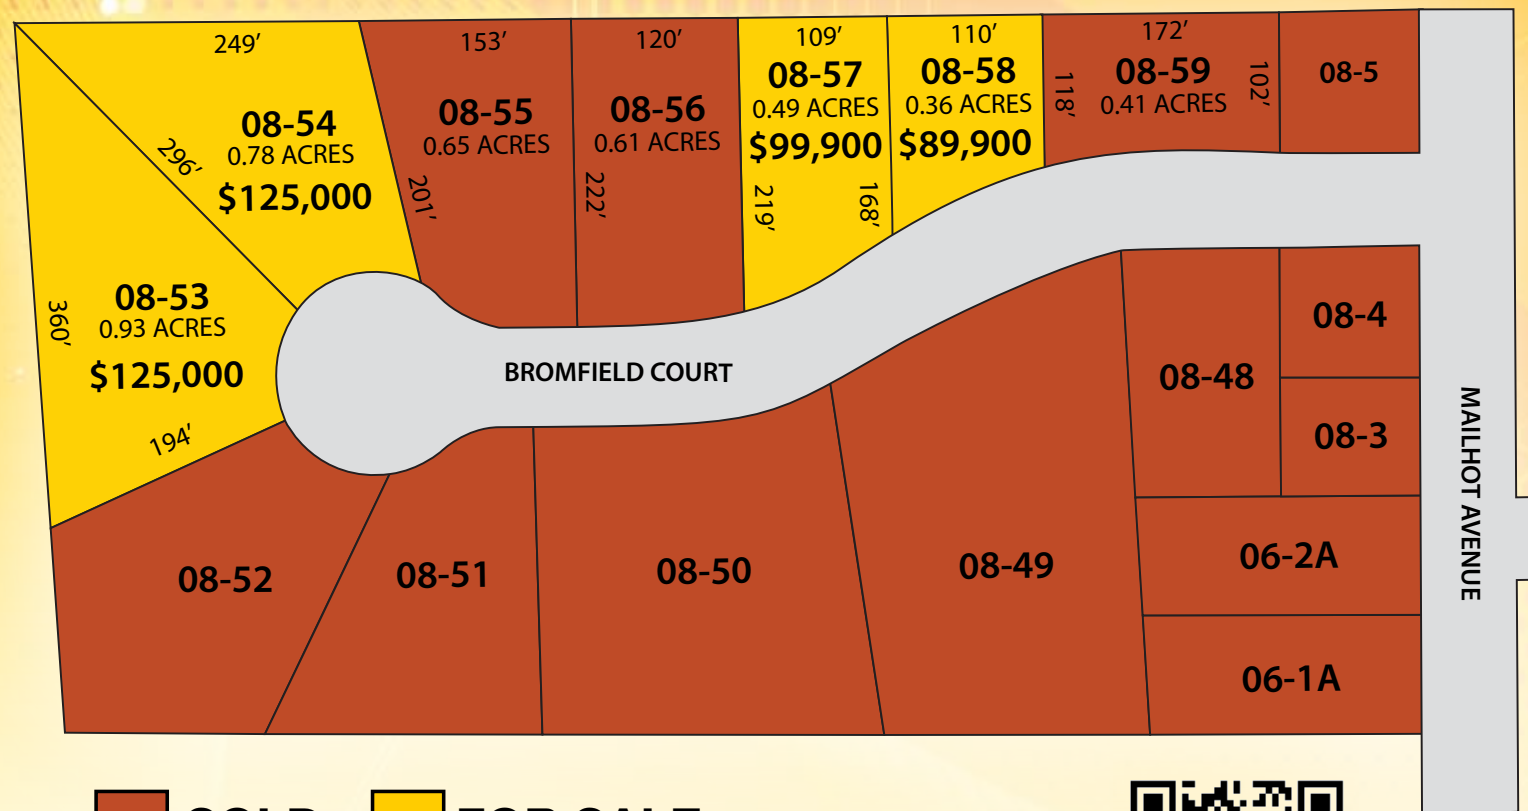 249′
08-54
0.78 ACRES
$125,000
296′
201′
153′
08-55
0.65 ACRES
120′
08-56
0.61 ACRES
222′
109′
08-57
0.49 ACRES
$99,900
219′
168′
110′
08-58
0.36 ACRES
$89,900
118′
172′
08-59
0.41 ACRES
102′
08-5
08-53
0.93 ACRES
$125,000
360′
194′
BROMFIELD COURT
08-4
08-48
08-3
MAILHOT AVENUE
08-52
08-51
08-50
08-49
06-2A
06-1A
SOLD
FOR SALE